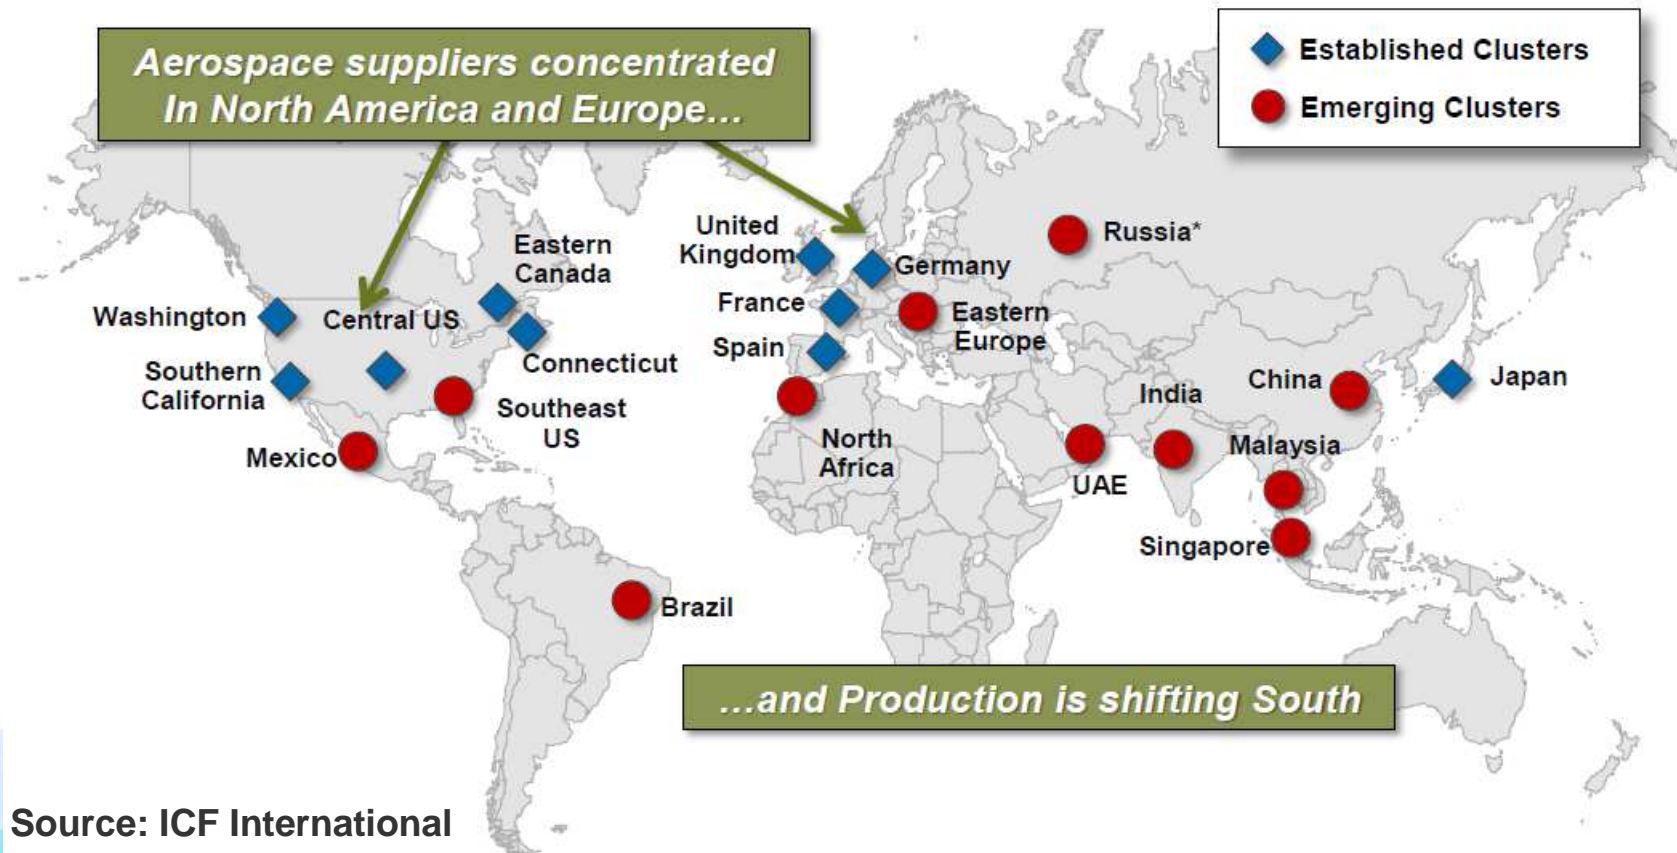 Aerospace suppliers concentrated
In North America and Europe…
Established Clusters
Emerging Clusters
United
Kingdom
Russia*
Eastern
Canada
Germany
France
Washington
Central US
Eastern
Europe
Spain
Connecticut
Southern
California
China
Japan
India
Southeast
US
Mexico
North
Africa
Malaysia
UAE
Singapore
Brazil
…and Production is shifting South
Source: ICF International